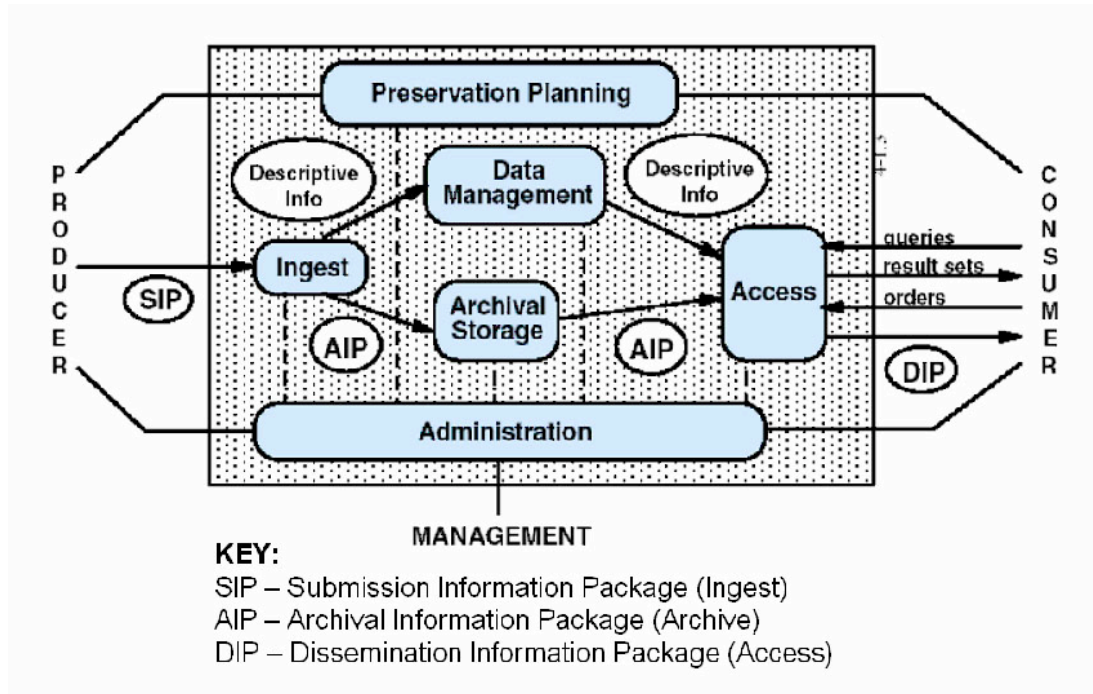 Preservation Planning
Descriptive
Info
Data
Management
Descriptive
Info
PRODUCER
CONSUMER
Ingest
SIP
AIP
Archival
Storage
AIP
Access
queries
result sets
orders
DIP
Administration
MANAGEMENT
KEY:
SIP – Submission Information Package (Ingest)
AIP – Archival Information Package (Archive)
DIP – Dissemination Information Package (Access)